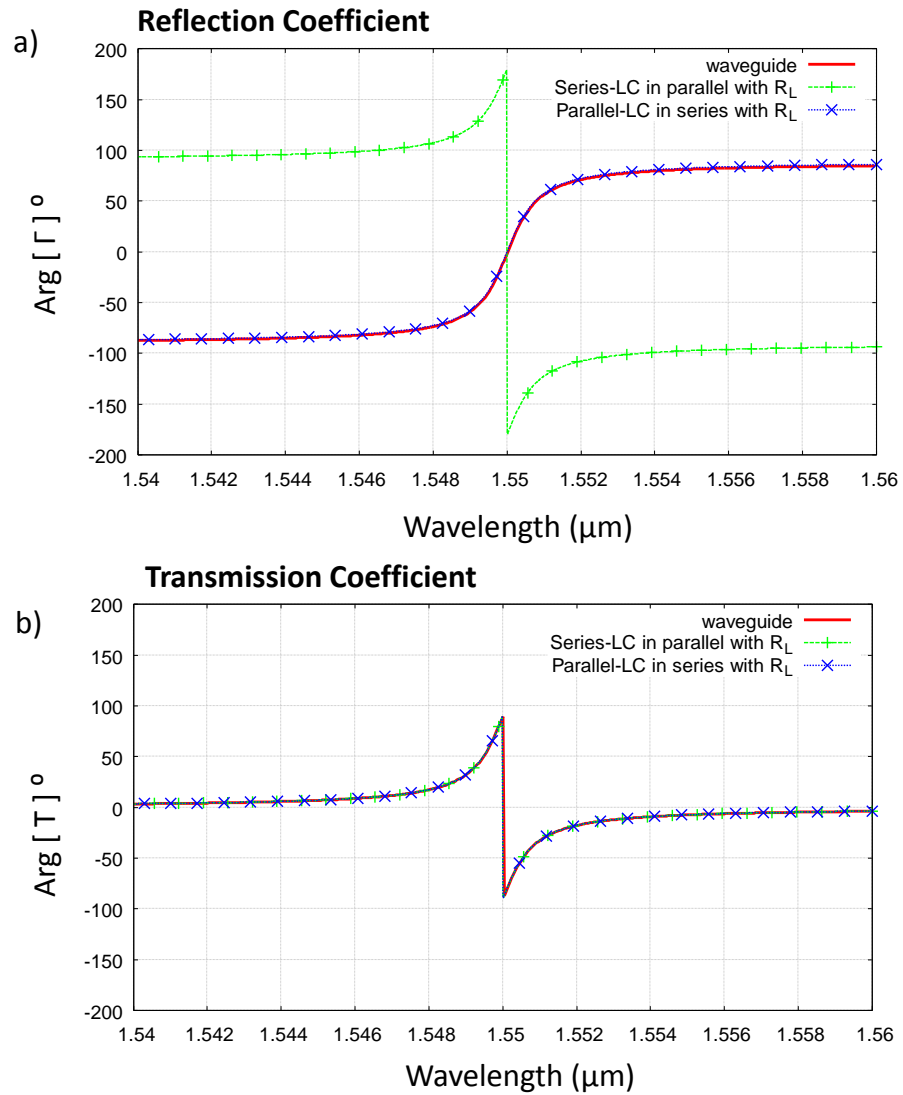 Reflection Coefficient
a)
200
150
100
50
0
-50
-100
-150
-200
waveguide
Series-LC in parallel with R_L
Parallel-LC in series with R_L
Arg [ Γ ] º
1.54 1.542 1.544 1.546 1.548 1.55 1.552 1.554 1.556 1.558 1.56
Wavelength (μm)
Transmission Coefficient
b)
200
150
100
50
0
-50
-100
-150
-200
waveguide
Series-LC in parallel with R_L
Parallel-LC in series with R_L
Arg [ T ] º
1.54 1.542 1.544 1.546 1.548 1.55 1.552 1.554 1.556 1.558 1.56
Wavelength (μm)